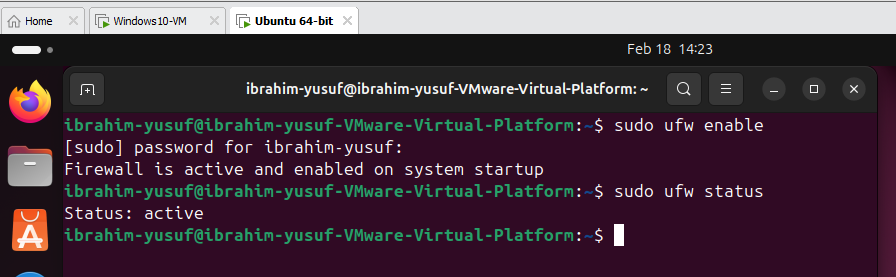 Home Windows10-VM Ubuntu 64-bit
Feb 18 14:23
ibrahim-yusuf@ibrahim-yusuf-VMware-Virtual-Platform: ~
ibrahim-yusuf@ibrahim-yusuf-VMware-Virtual-Platform:~$ sudo ufw enable
[sudo] password for ibrahim-yusuf:
Firewall is active and enabled on system startup
ibrahim-yusuf@ibrahim-yusuf-VMware-Virtual-Platform:~$ sudo ufw status
Status: active
ibrahim-yusuf@ibrahim-yusuf-VMware-Virtual-Platform:~$